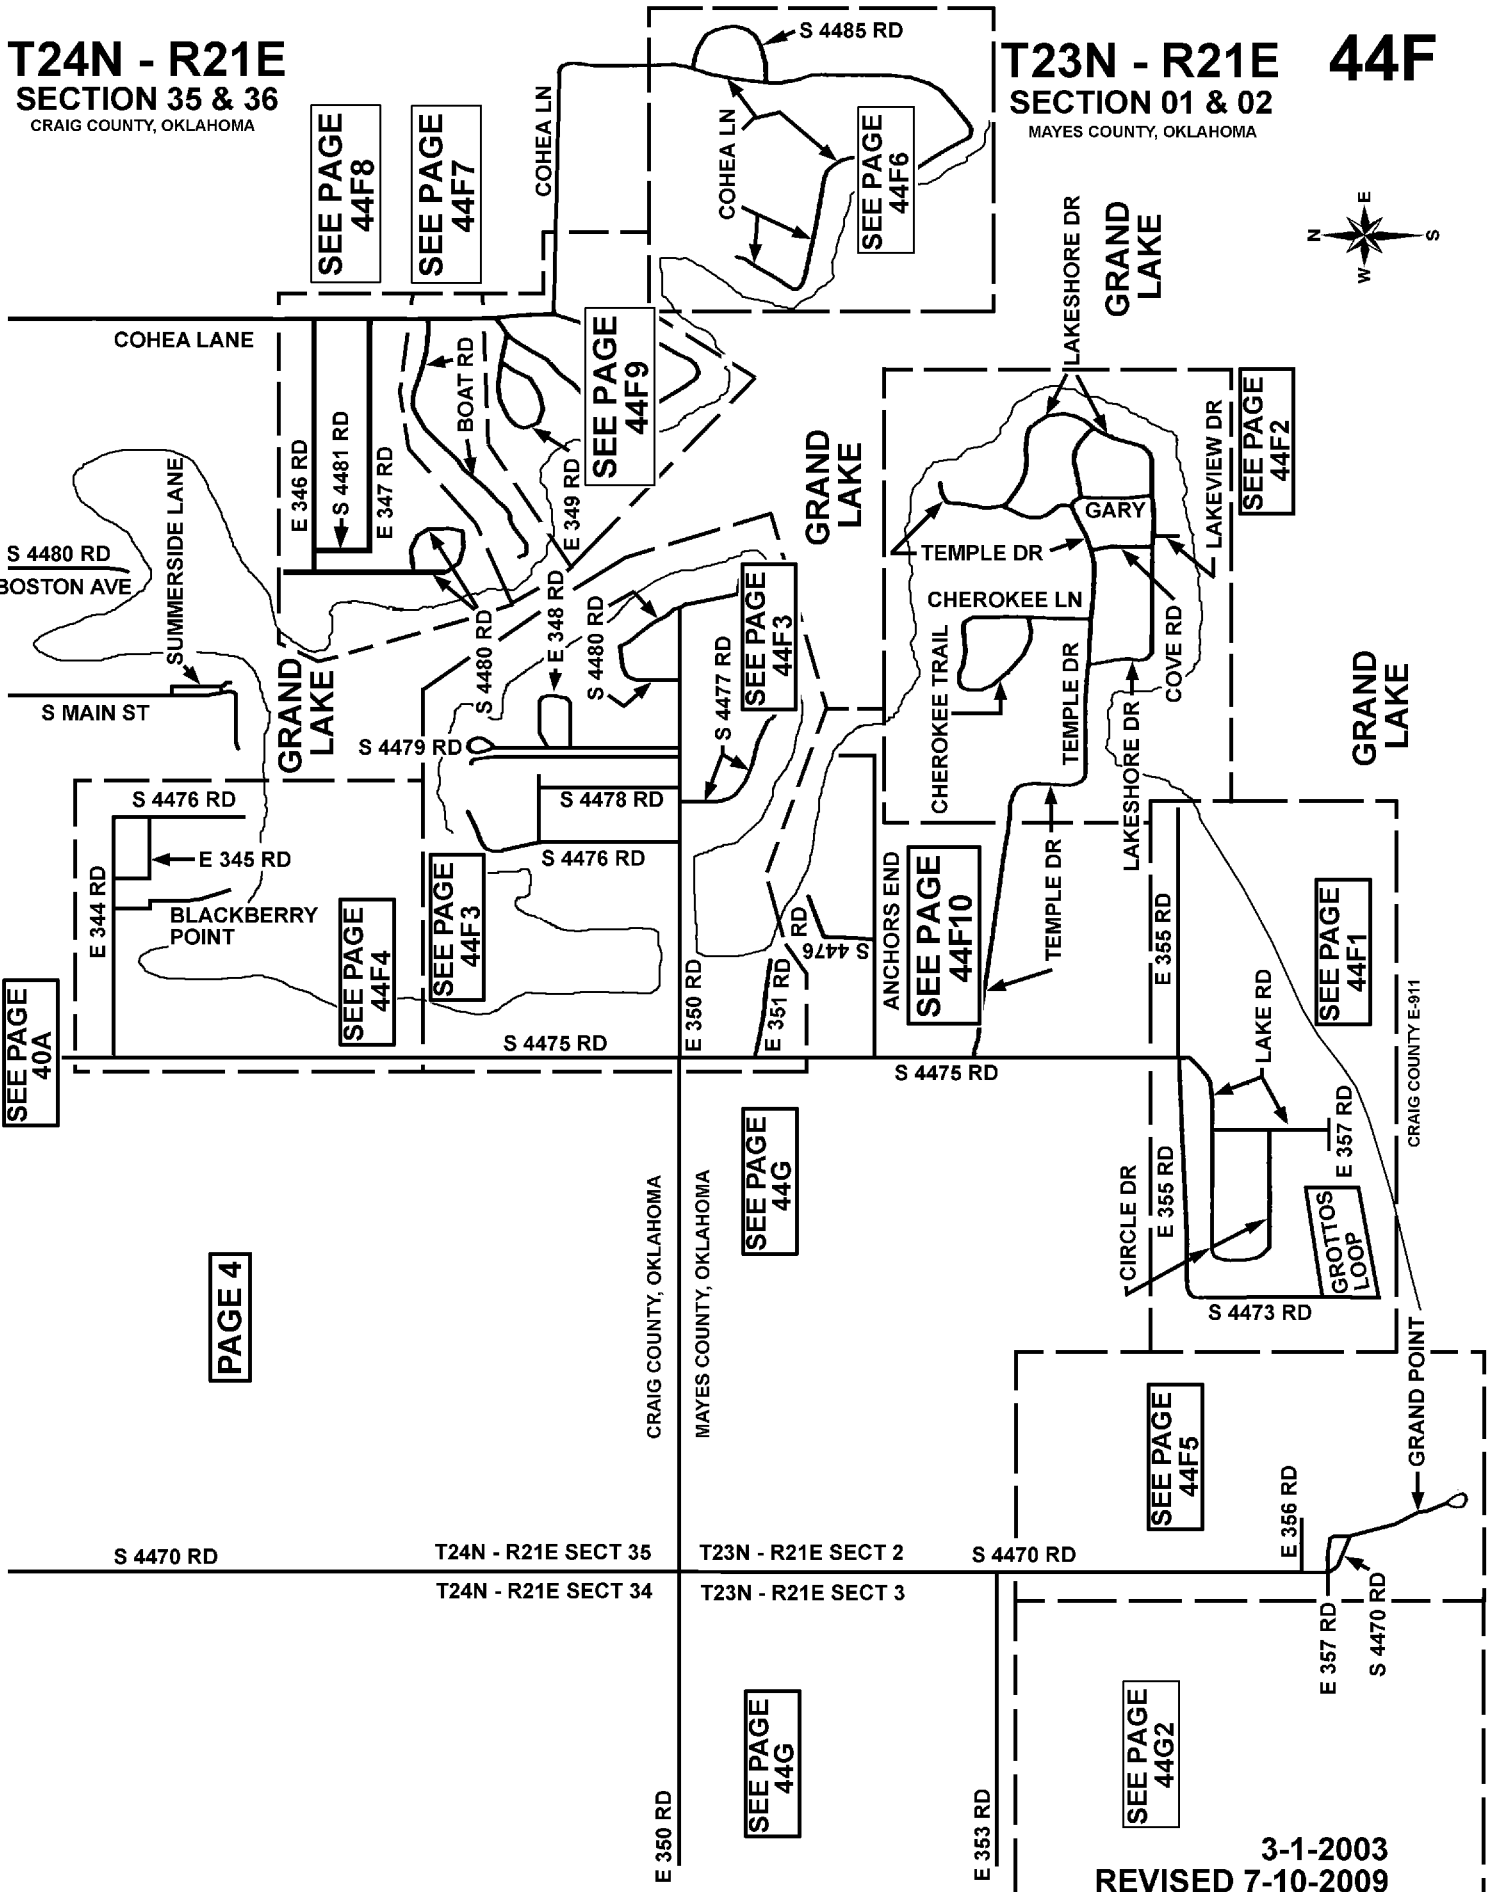 T24N - R21E
SECTION 35 & 36
CRAIG COUNTY, OKLAHOMA
T23N - R21E
SECTION 01 & 02
MAYES COUNTY, OKLAHOMA
44F
S 4485 RD
COHEA LN
COHEA LN
SEE PAGE
44F8
SEE PAGE
44F7
SEE PAGE
44F6
N
E
S
W
LAKESHORE DR
GRAND
LAKE
COHEA LANE
SEE PAGE
44F9
BOAT RD
E 346 RD
S 4481 RD
E 347 RD
E 349 RD
GRAND
LAKE
LAKEVIEW DR
SEE PAGE
44F2
GARY
TEMPLE DR
CHEROKEE LN
S 4480 RD
BOSTON AVE
SUMMERSIDE LANE
S MAIN ST
GRAND
LAKE
S 4480 RD
E 348 RD
S 4480 RD
S 4477 RD
SEE PAGE
44F3
CHEROKEE TRAIL
TEMPLE DR
COVE RD
LAKESHORE DR
GRAND
LAKE
S 4479 RD
S 4478 RD
S 4476 RD
S 4476 RD
E 345 RD
E 344 RD
BLACKBERRY
POINT
SEE PAGE
44F4
SEE PAGE
44F3
S 4476
RD
ANCHORS END
SEE PAGE
44F10
TEMPLE DR
E 355 RD
SEE PAGE
44F1
CRAIG COUNTY E-911
SEE PAGE
40A
E 350 RD
E 351 RD
S 4475 RD
S 4475 RD
LAKE RD
E 357 RD
SEE PAGE
44G
CIRCLE DR
E 355 RD
GROTTOS
LOOP
S 4473 RD
PAGE 4
CRAIG COUNTY, OKLAHOMA
MAYES COUNTY, OKLAHOMA
GRAND POINT
SEE PAGE
44F5
E 356 RD
S 4470 RD
T24N - R21E SECT 35
T23N - R21E SECT 2
S 4470 RD
T24N - R21E SECT 34
T23N - R21E SECT 3
E 357 RD
S 4470 RD
E 350 RD
SEE PAGE
44G
E 353 RD
SEE PAGE
44G2
3-1-2003
REVISED 7-10-2009